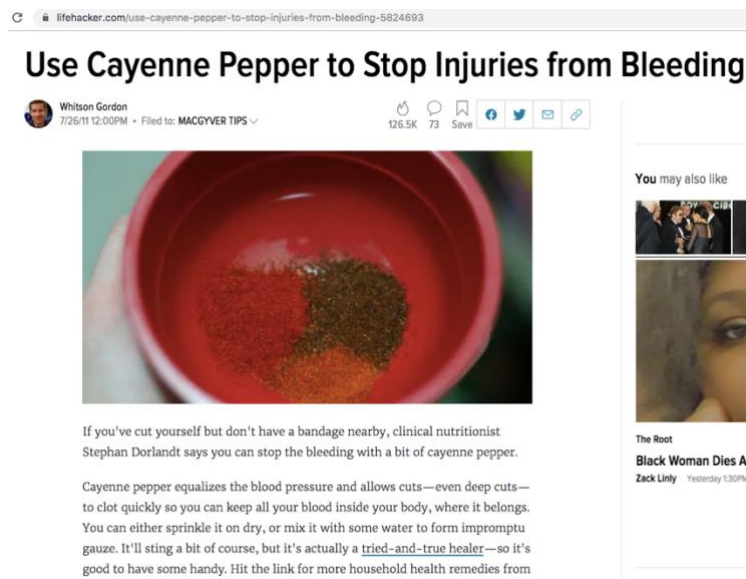 lifehacker.com/use-cayenne-pepper-to-stop-injuries-from-bleeding-5824693
Use Cayenne Pepper to Stop Injuries from Bleeding
Whitson Gordon
7/26/11 12:00PM • Filed to: MACGYVER TIPS
126.5K 73 Save
You may also like
If you've cut yourself but don't have a bandage nearby, clinical nutritionist
Stephan Dorlandt says you can stop the bleeding with a bit of cayenne pepper.
Cayenne pepper equalizes the blood pressure and allows cuts—even deep cuts—
to clot quickly so you can keep all your blood inside your body, where it belongs.
You can either sprinkle it on dry, or mix it with some water to form impromptu
gauze. It'll sting a bit of course, but it's actually a tried-and-true healer—so it's
good to have some handy. Hit the link for more household health remedies from
The Root
Black Woman Dies A
Zack Linly Yesterday 1:30PM